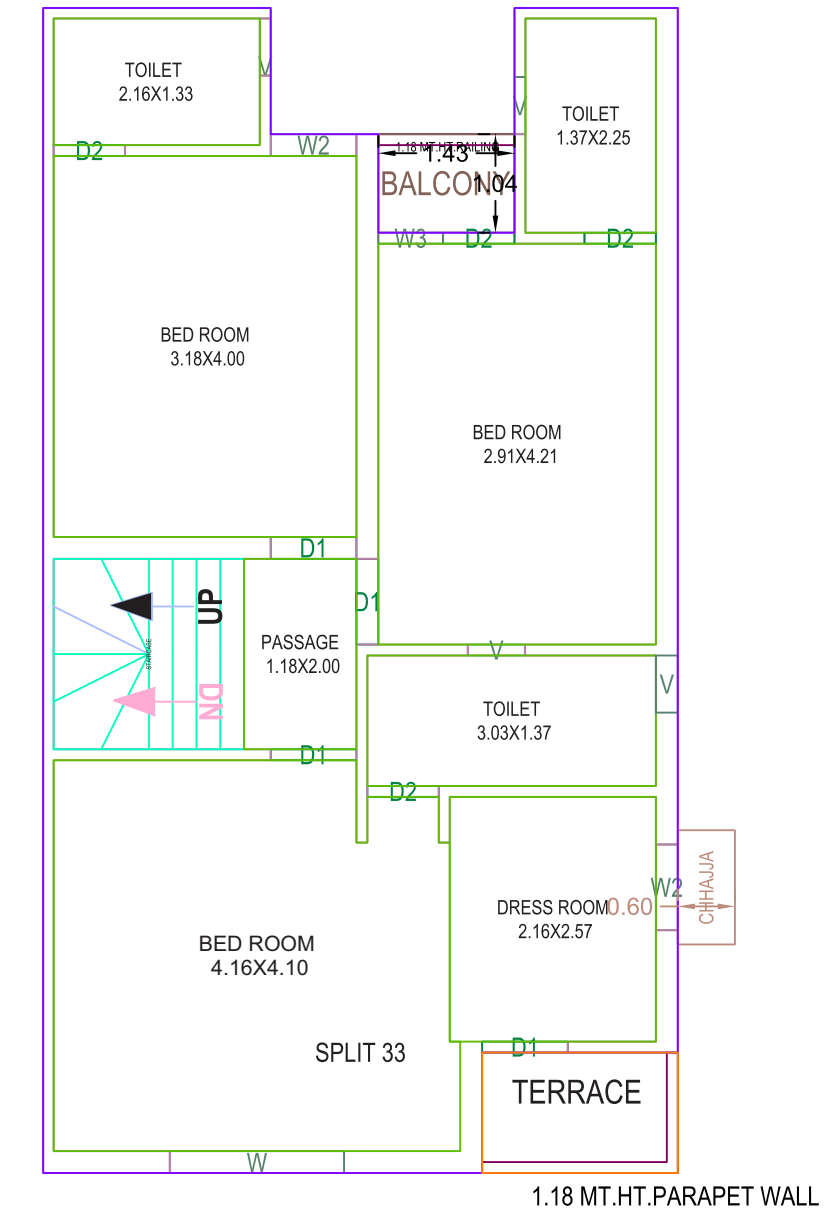 TOILET
2.16X1.33
V
D2
W2
1.18 MT.HT.RAILING
1.43
BALCONY
1.04
V
TOILET
1.37X2.25
W3
D2
D2
BED ROOM
3.18X4.00
BED ROOM
2.91X4.21
D1
D1
UP
STAIRCASE
DN
PASSAGE
1.18X2.00
V
V
TOILET
3.03X1.37
D1
D2
W2
CHHAJJA
0.60
DRESS ROOM
2.16X2.57
BED ROOM
4.16X4.10
SPLIT 33
D1
TERRACE
W
1.18 MT.HT.PARAPET WALL